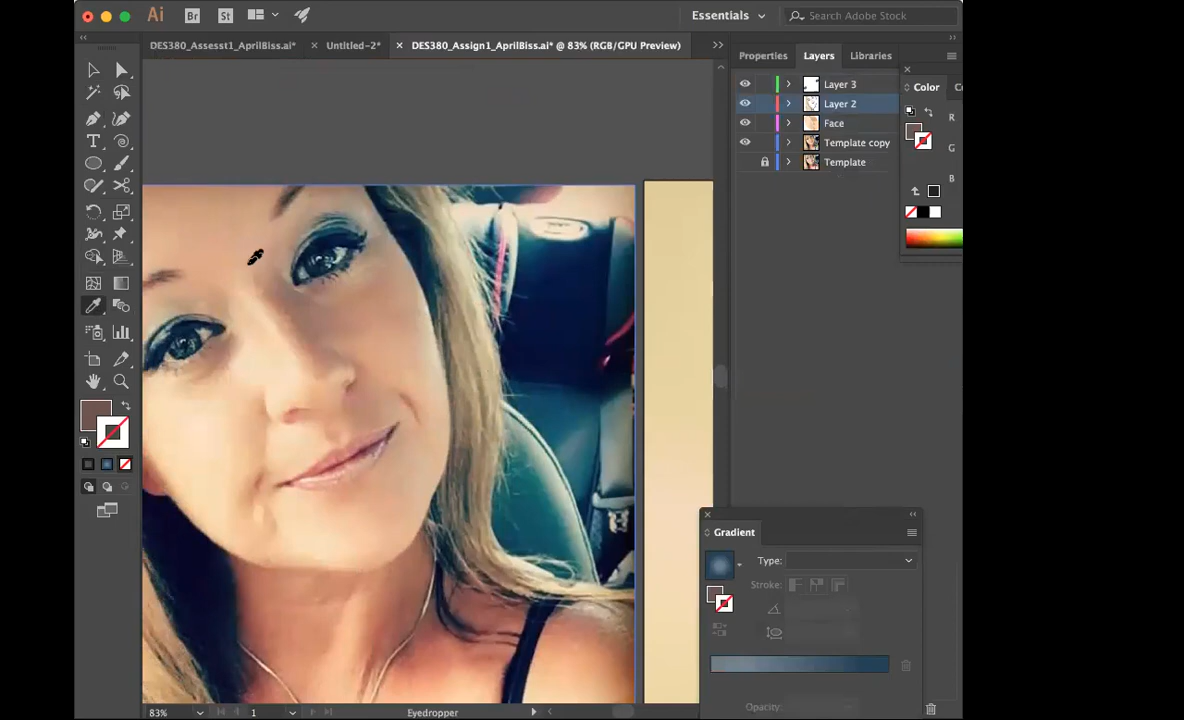 Ai Br St Essentials Search Adobe Stock
DES380_Assesst1_AprilBiss.ai* Untitled-2* DES380_Assign1_AprilBiss.ai* @ 83% (RGB/GPU Preview)
Properties Layers Libraries
Layer 3
Color
Layer 2
Face
Template copy
Template
R
G
B
T
Gradient
Type:
Stroke:
Opacity:
83% 1 Eyedropper